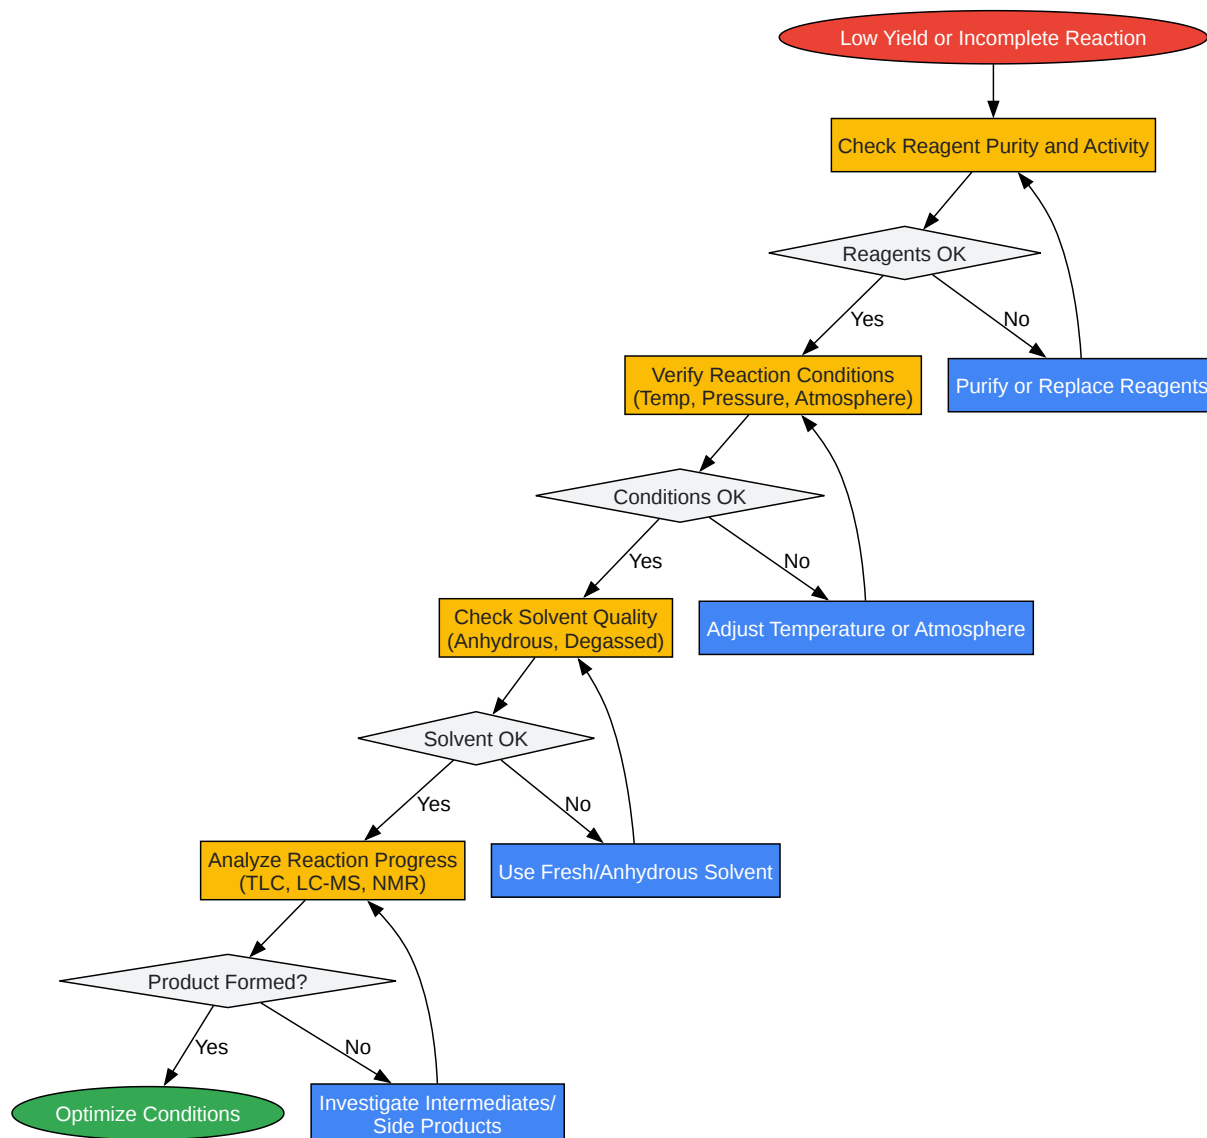 Low Yield or Incomplete Reaction
Check Reagent Purity and Activity
Reagents OK
Yes
No
Verify Reaction Conditions
(Temp, Pressure, Atmosphere)
Purify or Replace Reagents
Conditions OK
Yes
No
Check Solvent Quality
(Anhydrous, Degassed)
Adjust Temperature or Atmosphere
Solvent OK
Yes
No
Analyze Reaction Progress
(TLC, LC-MS, NMR)
Use Fresh/Anhydrous Solvent
Product Formed?
Yes
No
Optimize Conditions
Investigate Intermediates/
Side Products